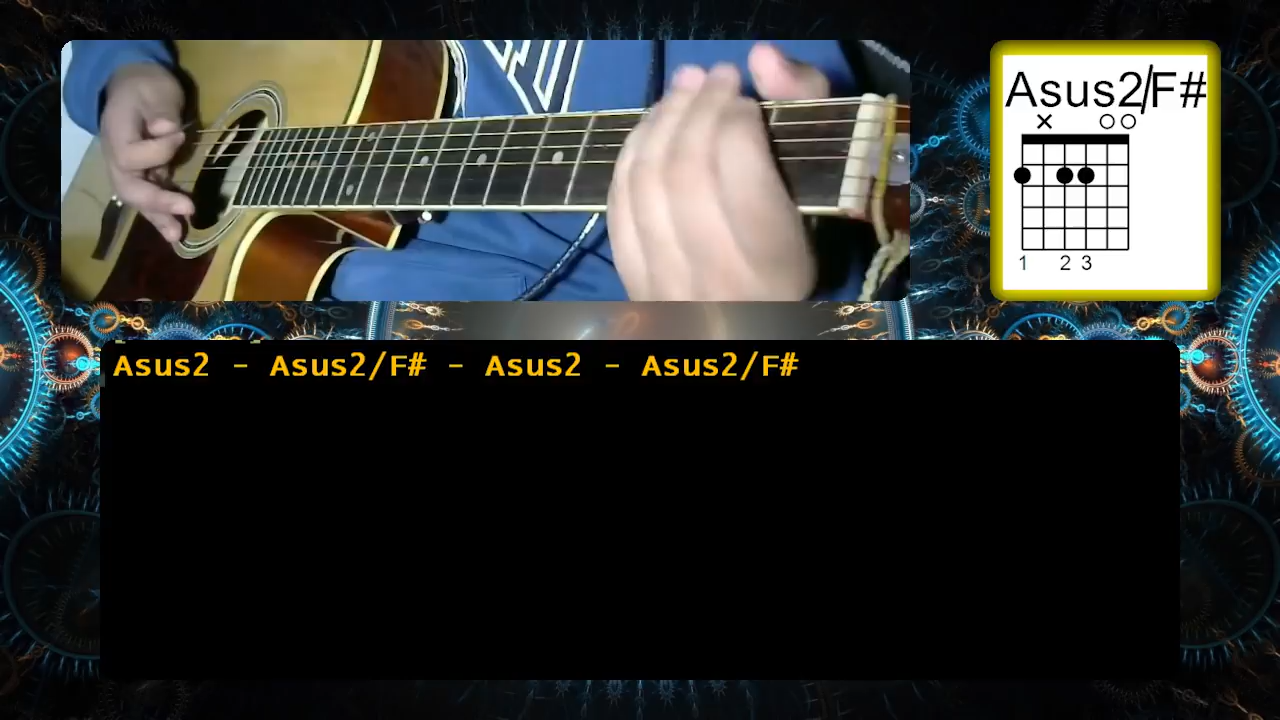 Asus2/F#
× ○ ○
1 2 3
Asus2 - Asus2/F# - Asus2 - Asus2/F#